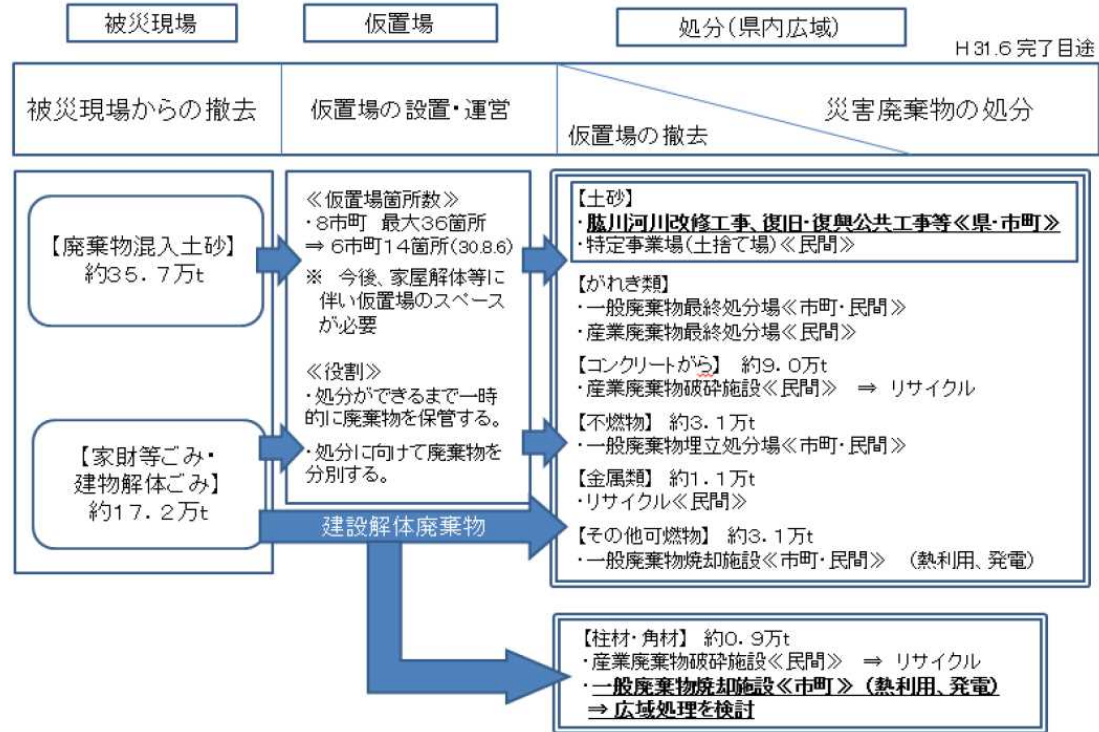 被災現場
仮置場
処分(県内広域)
H31.6完了目途
被災現場からの撤去
仮置場の設置・運営
仮置場の撤去
災害廃棄物の処分
【廃棄物混入土砂】
約35.7万t
【家財等ごみ・
建物解体ごみ】
約17.2万t
≪仮置場箇所数≫
・8市町 最大36箇所
⇒ 6市町14箇所(30.8.6)
※ 今後、家屋解体等に
伴い仮置場のスペース
が必要
≪役割≫
・処分ができるまで一時
的に廃棄物を保管する。
・処分に向けて廃棄物を
分別する。
建設解体廃棄物
【土砂】
・肱川河川改修工事、復旧・復興公共工事等≪県・市町≫
・特定事業場(土捨て場)≪民間≫
【がれき類】
・一般廃棄物最終処分場≪市町・民間≫
・産業廃棄物最終処分場≪民間≫
【コンクリートがら】 約9.0万t
・産業廃棄物破砕施設≪民間≫ ⇒ リサイクル
【不燃物】 約3.1万t
・一般廃棄物埋立処分場≪市町・民間≫
【金属類】 約1.1万t
・リサイクル≪民間≫
【その他可燃物】 約3.1万t
・一般廃棄物焼却施設≪市町・民間≫ (熱利用、発電)
【柱材・角材】 約0.9万t
・産業廃棄物破砕施設≪民間≫ ⇒ リサイクル
・一般廃棄物焼却施設≪市町≫ (熱利用、発電)
⇒ 広域処理を検討